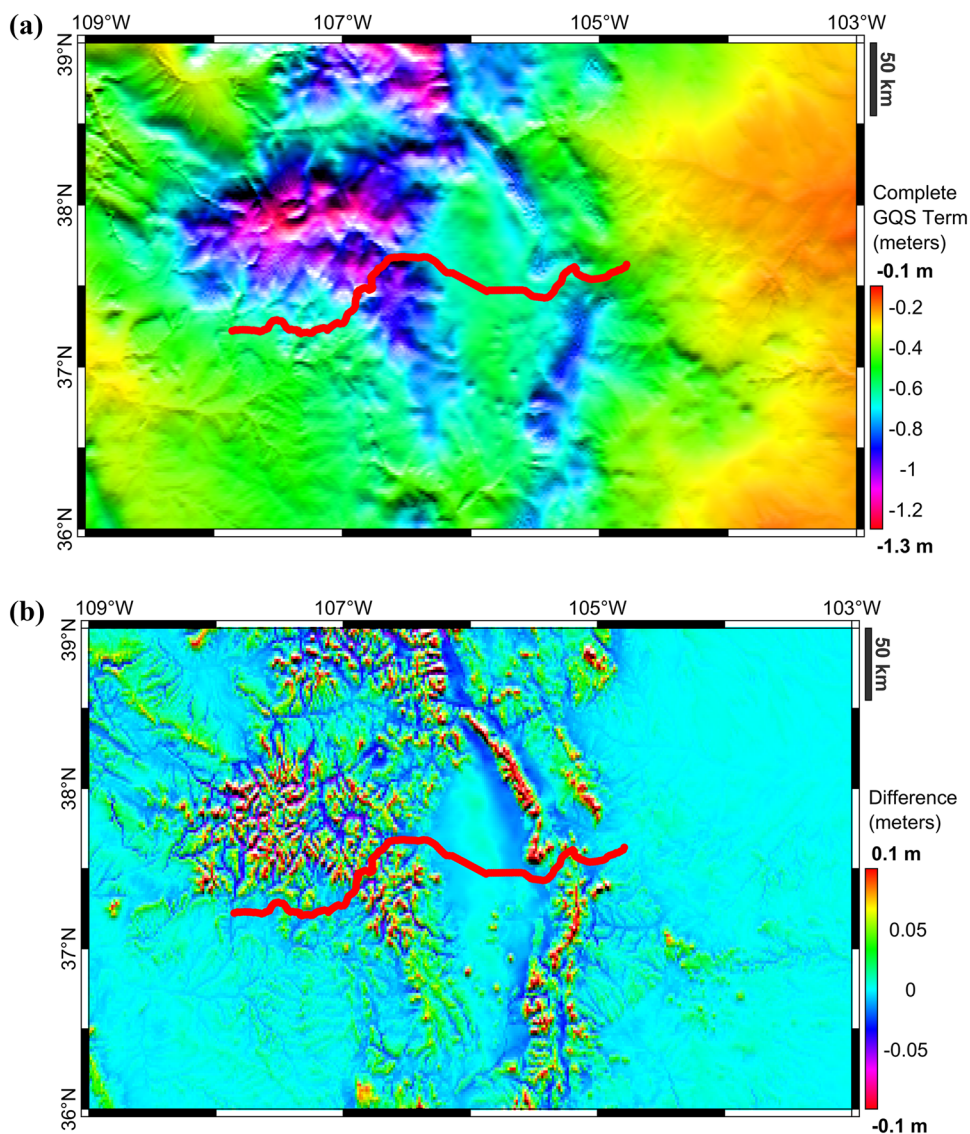 (a)
109°W 107°W 105°W 103°W
39°N
38°N
37°N
36°N
50 km
Complete
GQS Term
(meters)
-0.1 m
-0.2
-0.4
-0.6
-0.8
-1
-1.2
-1.3 m
(b)
109°W 107°W 105°W 103°W
39°N
38°N
37°N
36°N
50 km
Difference
(meters)
0.1 m
0.05
0
-0.05
-0.1 m